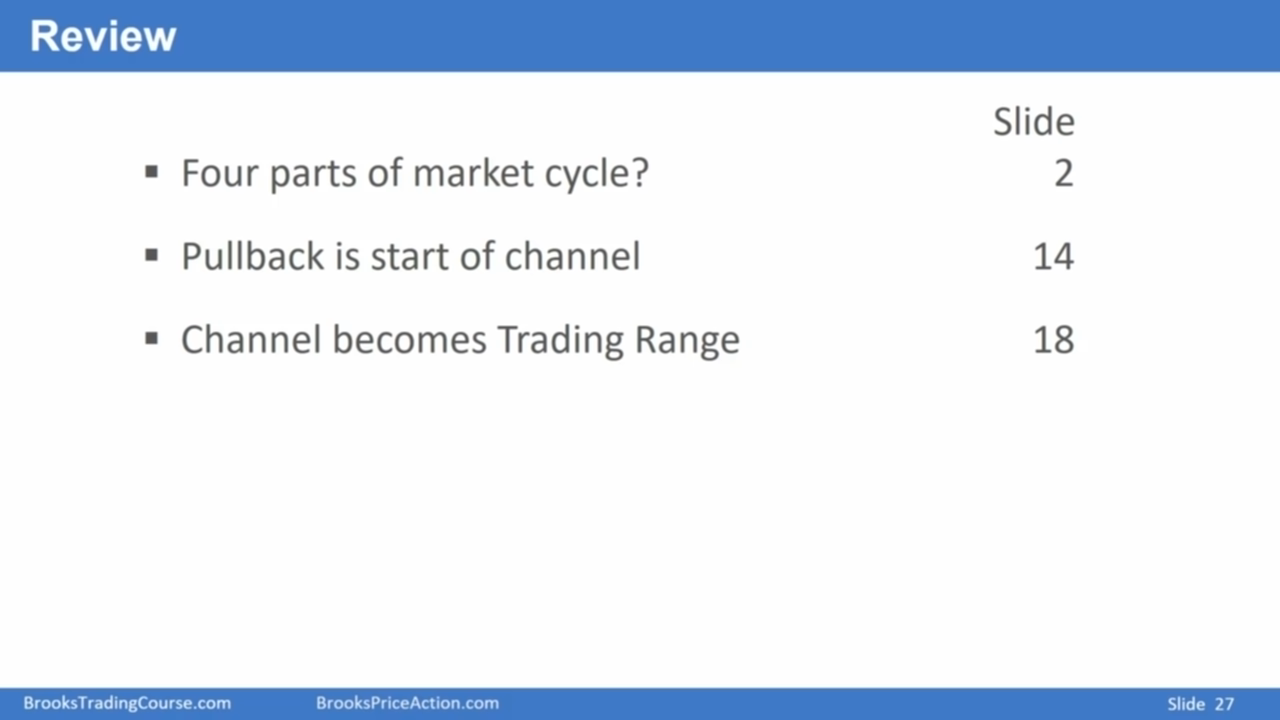 Review
Slide
▪ Four parts of market cycle? 2
▪ Pullback is start of channel 14
▪ Channel becomes Trading Range 18
BrooksTradingCourse.com BrooksPriceAction.com Slide 27